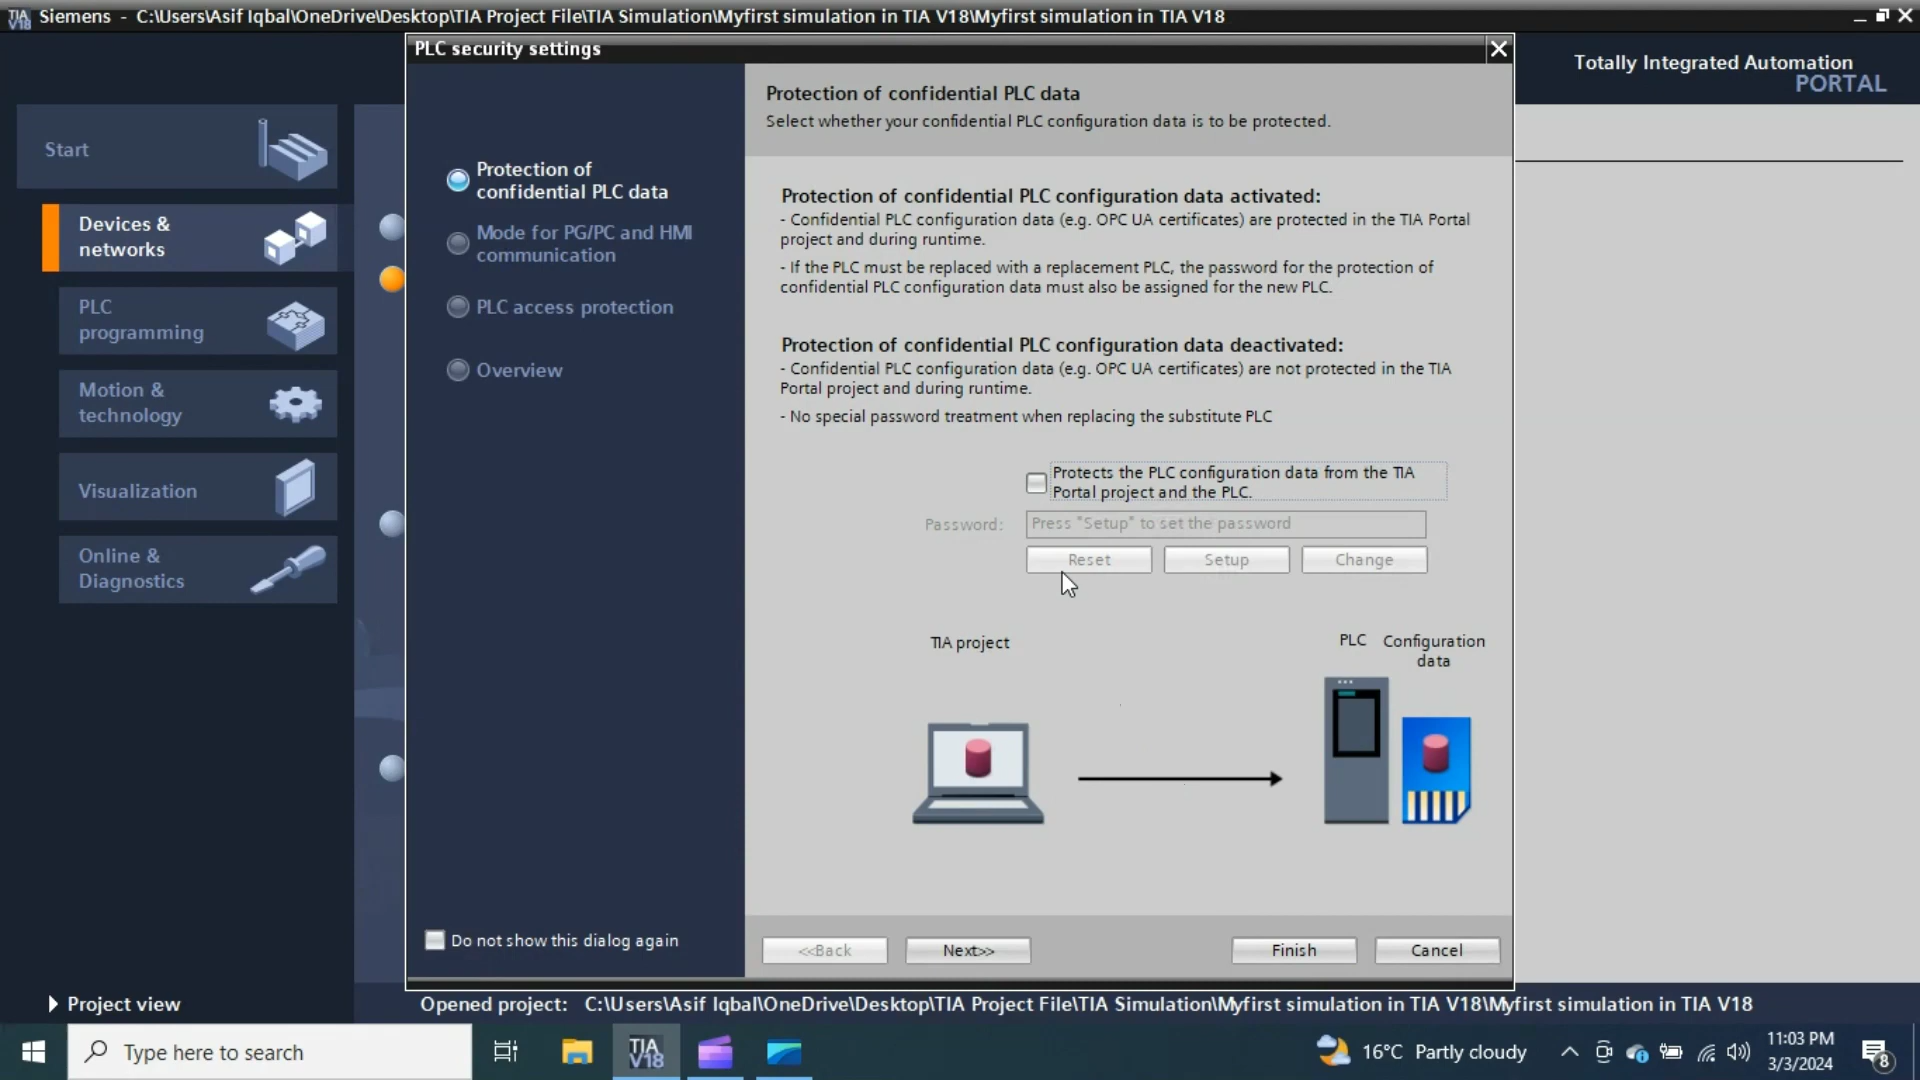 TIA V18 Siemens - C:\Users\Asif Iqbal\OneDrive\Desktop\TIA Project File\TIA Simulation\Myfirst simulation in TIA V18\Myfirst simulation in TIA V18
PLC security settings
Totally Integrated Automation
PORTAL
Start
Devices &
networks
PLC
programming
Motion &
technology
Visualization
Online &
Diagnostics
Protection of
confidential PLC data
Mode for PG/PC and HMI
communication
PLC access protection
Overview
Do not show this dialog again
Protection of confidential PLC data
Select whether your confidential PLC configuration data is to be protected.
Protection of confidential PLC configuration data activated:
- Confidential PLC configuration data (e.g. OPC UA certificates) are protected in the TIA Portal
project and during runtime.
- If the PLC must be replaced with a replacement PLC, the password for the protection of
confidential PLC configuration data must also be assigned for the new PLC.
Protection of confidential PLC configuration data deactivated:
- Confidential PLC configuration data (e.g. OPC UA certificates) are not protected in the TIA
Portal project and during runtime.
- No special password treatment when replacing the substitute PLC
Protects the PLC configuration data from the TIA
Portal project and the PLC.
Password: Press "Setup" to set the password
Reset Setup Change
TIA project
PLC
Configuration
data
<<Back Next>> Finish Cancel
Project view
Opened project: C:\Users\Asif Iqbal\OneDrive\Desktop\TIA Project File\TIA Simulation\Myfirst simulation in TIA V18\Myfirst simulation in TIA V18
Type here to search
TIA
V18
16°C Partly cloudy
11:03 PM
3/3/2024
8